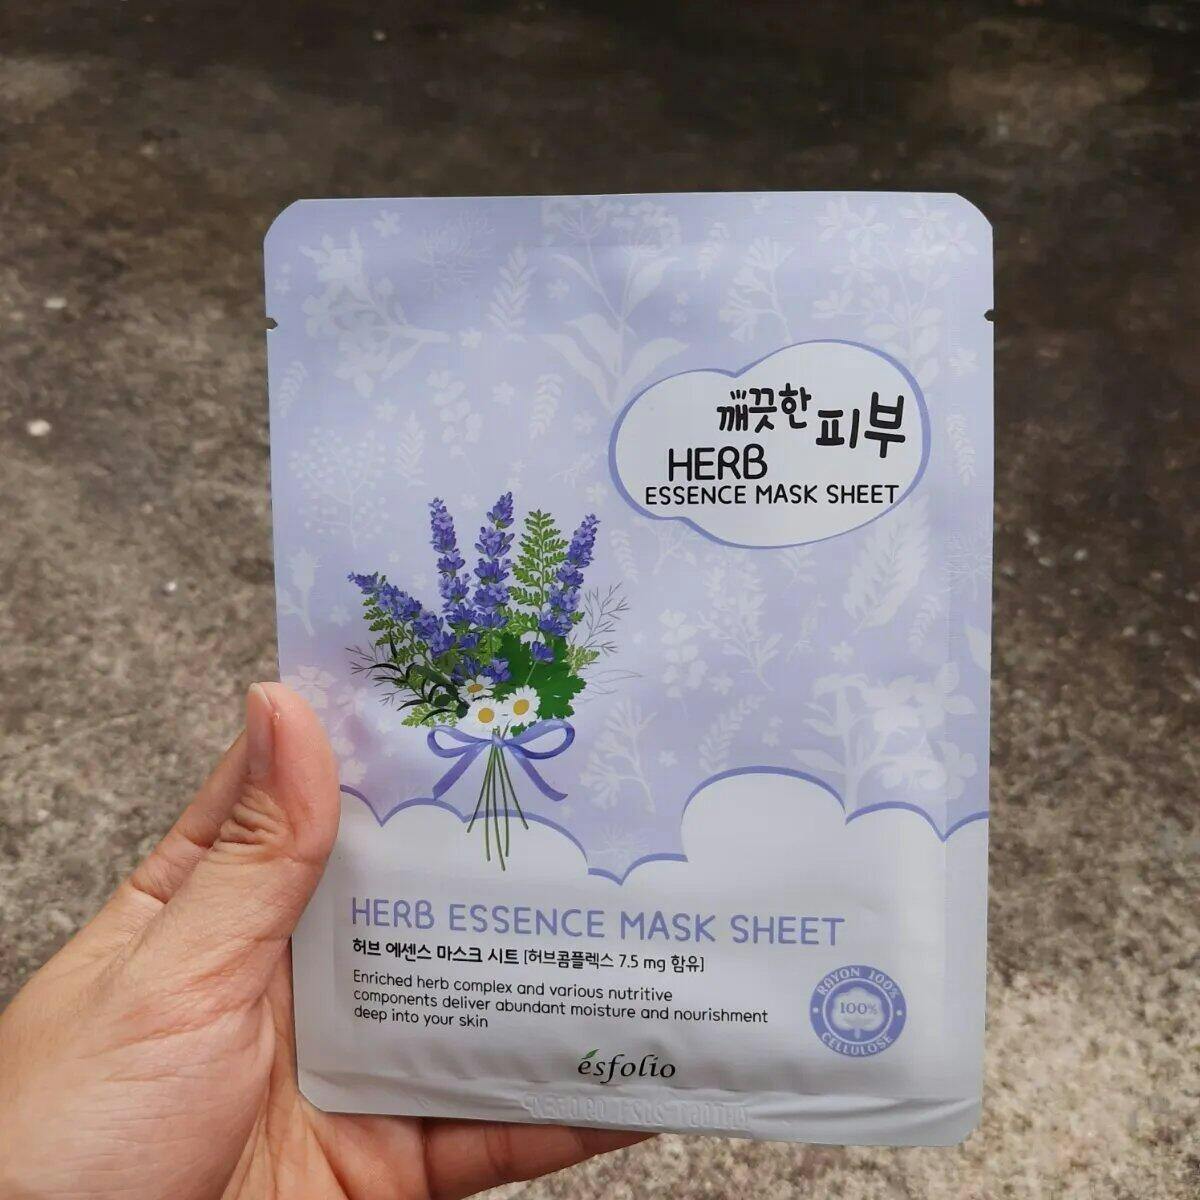 깨끗한 피부
HERB
ESSENCE MASK SHEET
HERB ESSENCE MASK SHEET
허브 에센스 마스크 시트 [허브콤플렉스 7.5 mg 함유]
Enriched herb complex and various nutritive
components deliver abundant moisture and nourishment
deep into your skin
RAYON 100%
100%
CELLULOSE
esfolio